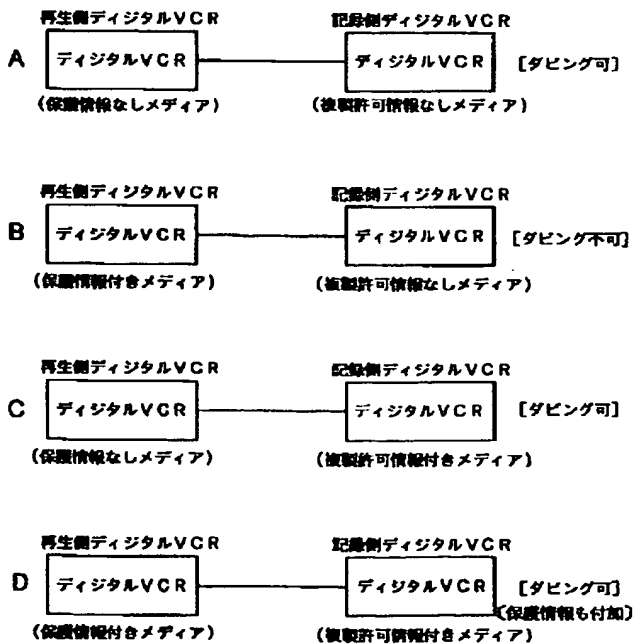 再生側ディジタルVCR 記録側ディジタルVCR
A ディジタルVCR ディジタルVCR [ダビング可]
(保護情報なしメディア) (複製許可情報なしメディア)
再生側ディジタルVCR 記録側ディジタルVCR
B ディジタルVCR ディジタルVCR [ダビング不可]
(保護情報付きメディア) (複製許可情報なしメディア)
再生側ディジタルVCR 記録側ディジタルVCR
C ディジタルVCR ディジタルVCR [ダビング可]
(保護情報なしメディア) (複製許可情報付きメディア)
再生側ディジタルVCR 記録側ディジタルVCR
D ディジタルVCR ディジタルVCR [ダビング可]
(保護情報も付加)
(保護情報付きメディア) (複製許可情報付きメディア)